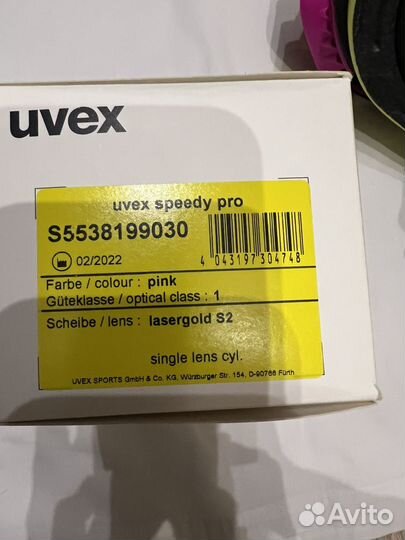 uvex
uvex speedy pro
S5538199030
02/2022
4 043197 304748
Farbe / colour : pink
Güteklasse / optical class : 1
Scheibe / lens : lasergold S2
single lens cyl.
UVEX SPORTS GmbH & Co. KG, Würzburger Str. 154, D-90766 Fürth
Avito